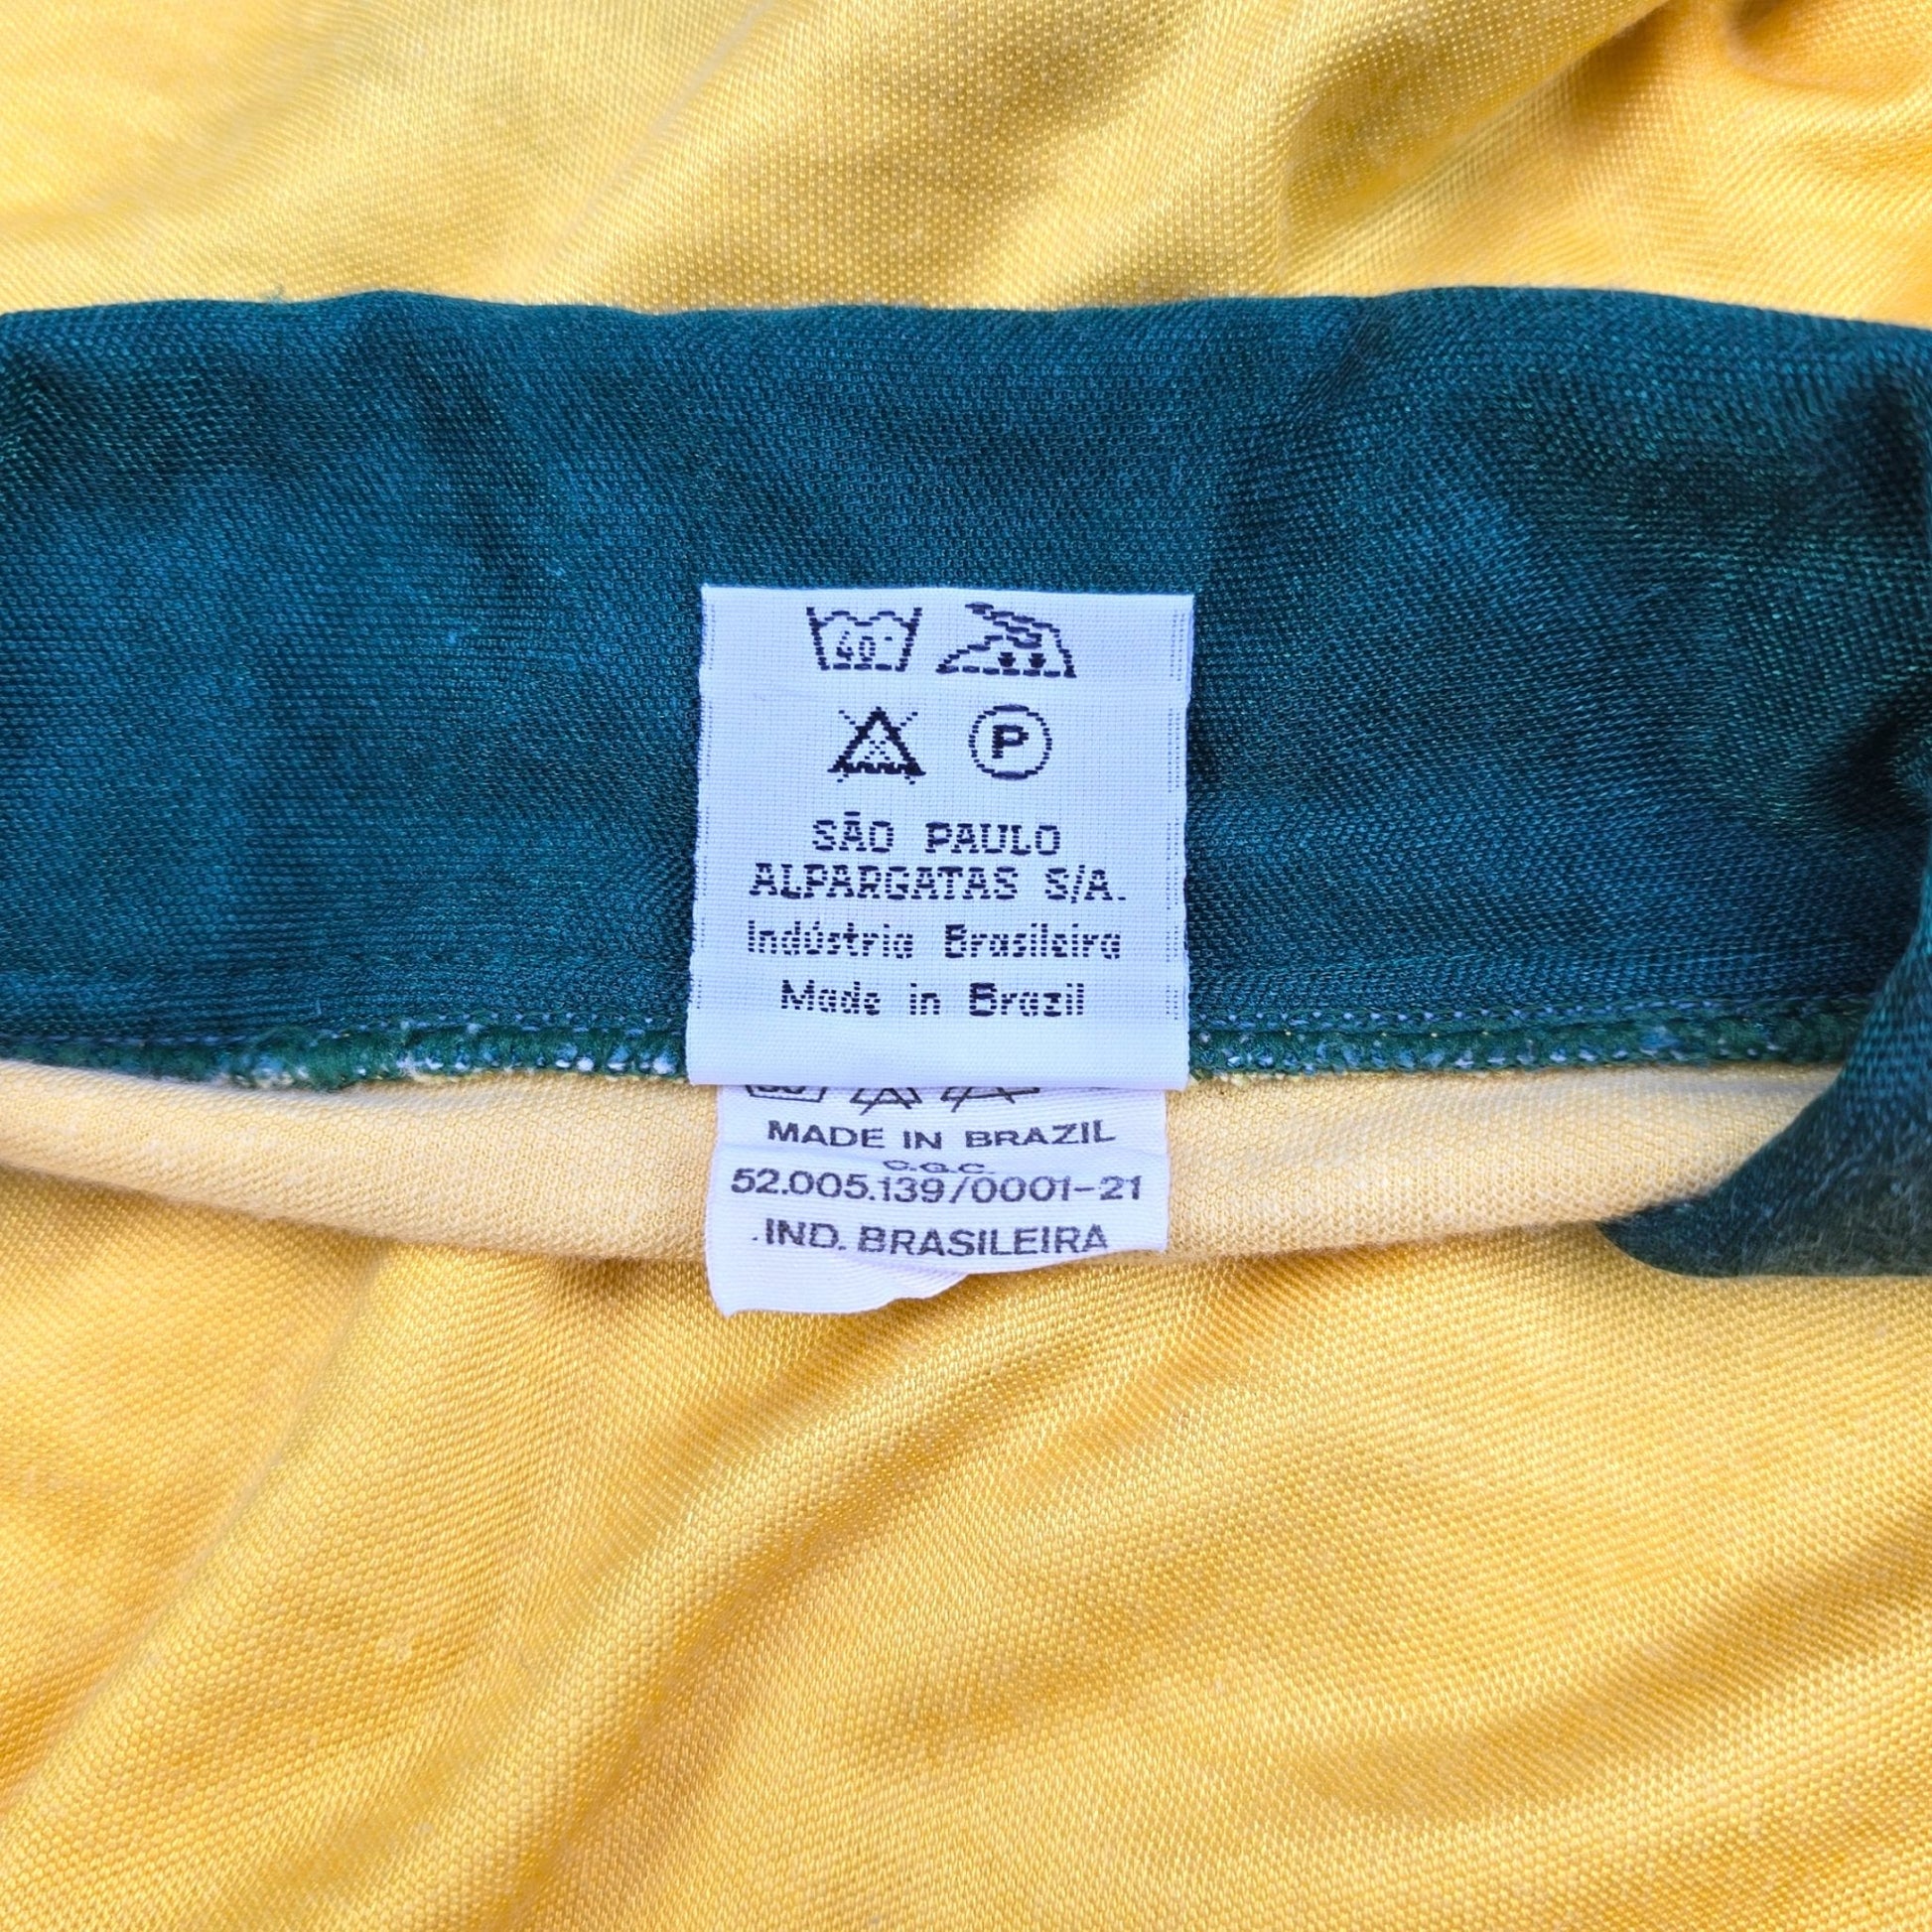 40°
P
SÃO PAULO
ALPARGATAS S/A.
Indústria Brasileira
Made in Brazil
MADE IN BRAZIL
C.G.C.
52.005.139/0001-21
IND. BRASILEIRA